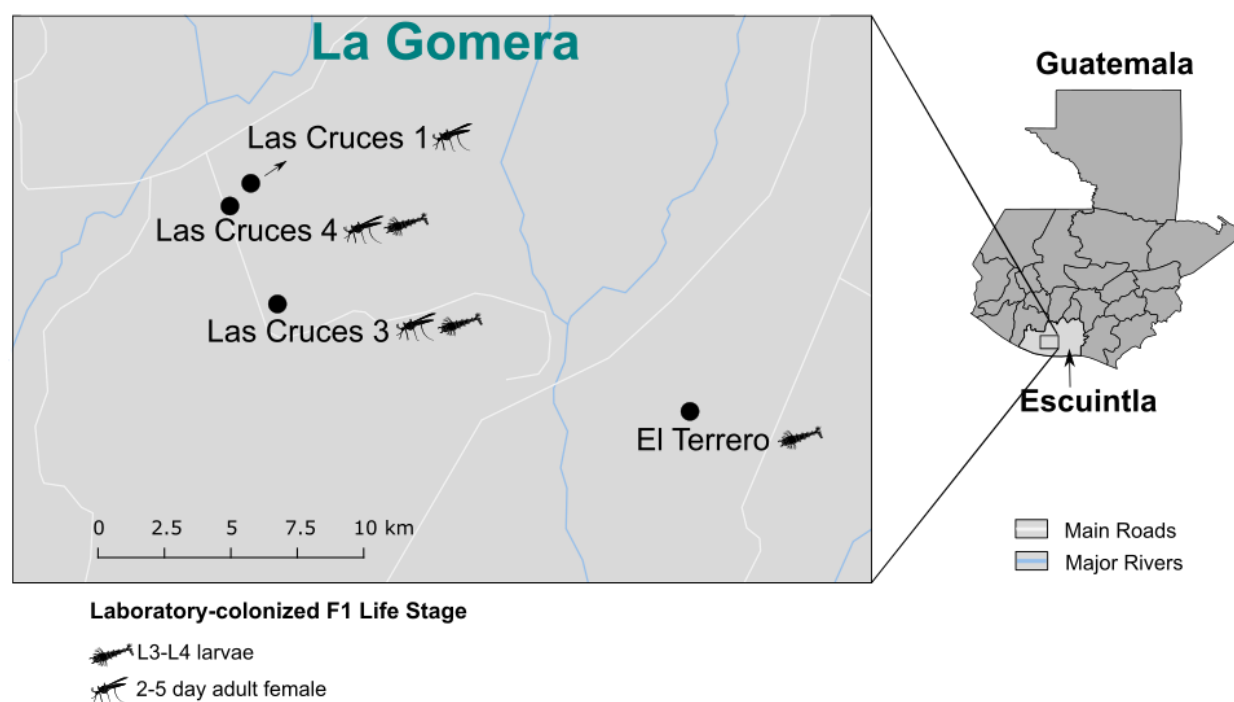 La Gomera
Las Cruces 1
Las Cruces 4
Las Cruces 3
El Terrero
0 2.5 5 7.5 10 km
Guatemala
Escuintla
Main Roads
Major Rivers
Laboratory-colonized F1 Life Stage
L3-L4 larvae
2-5 day adult female